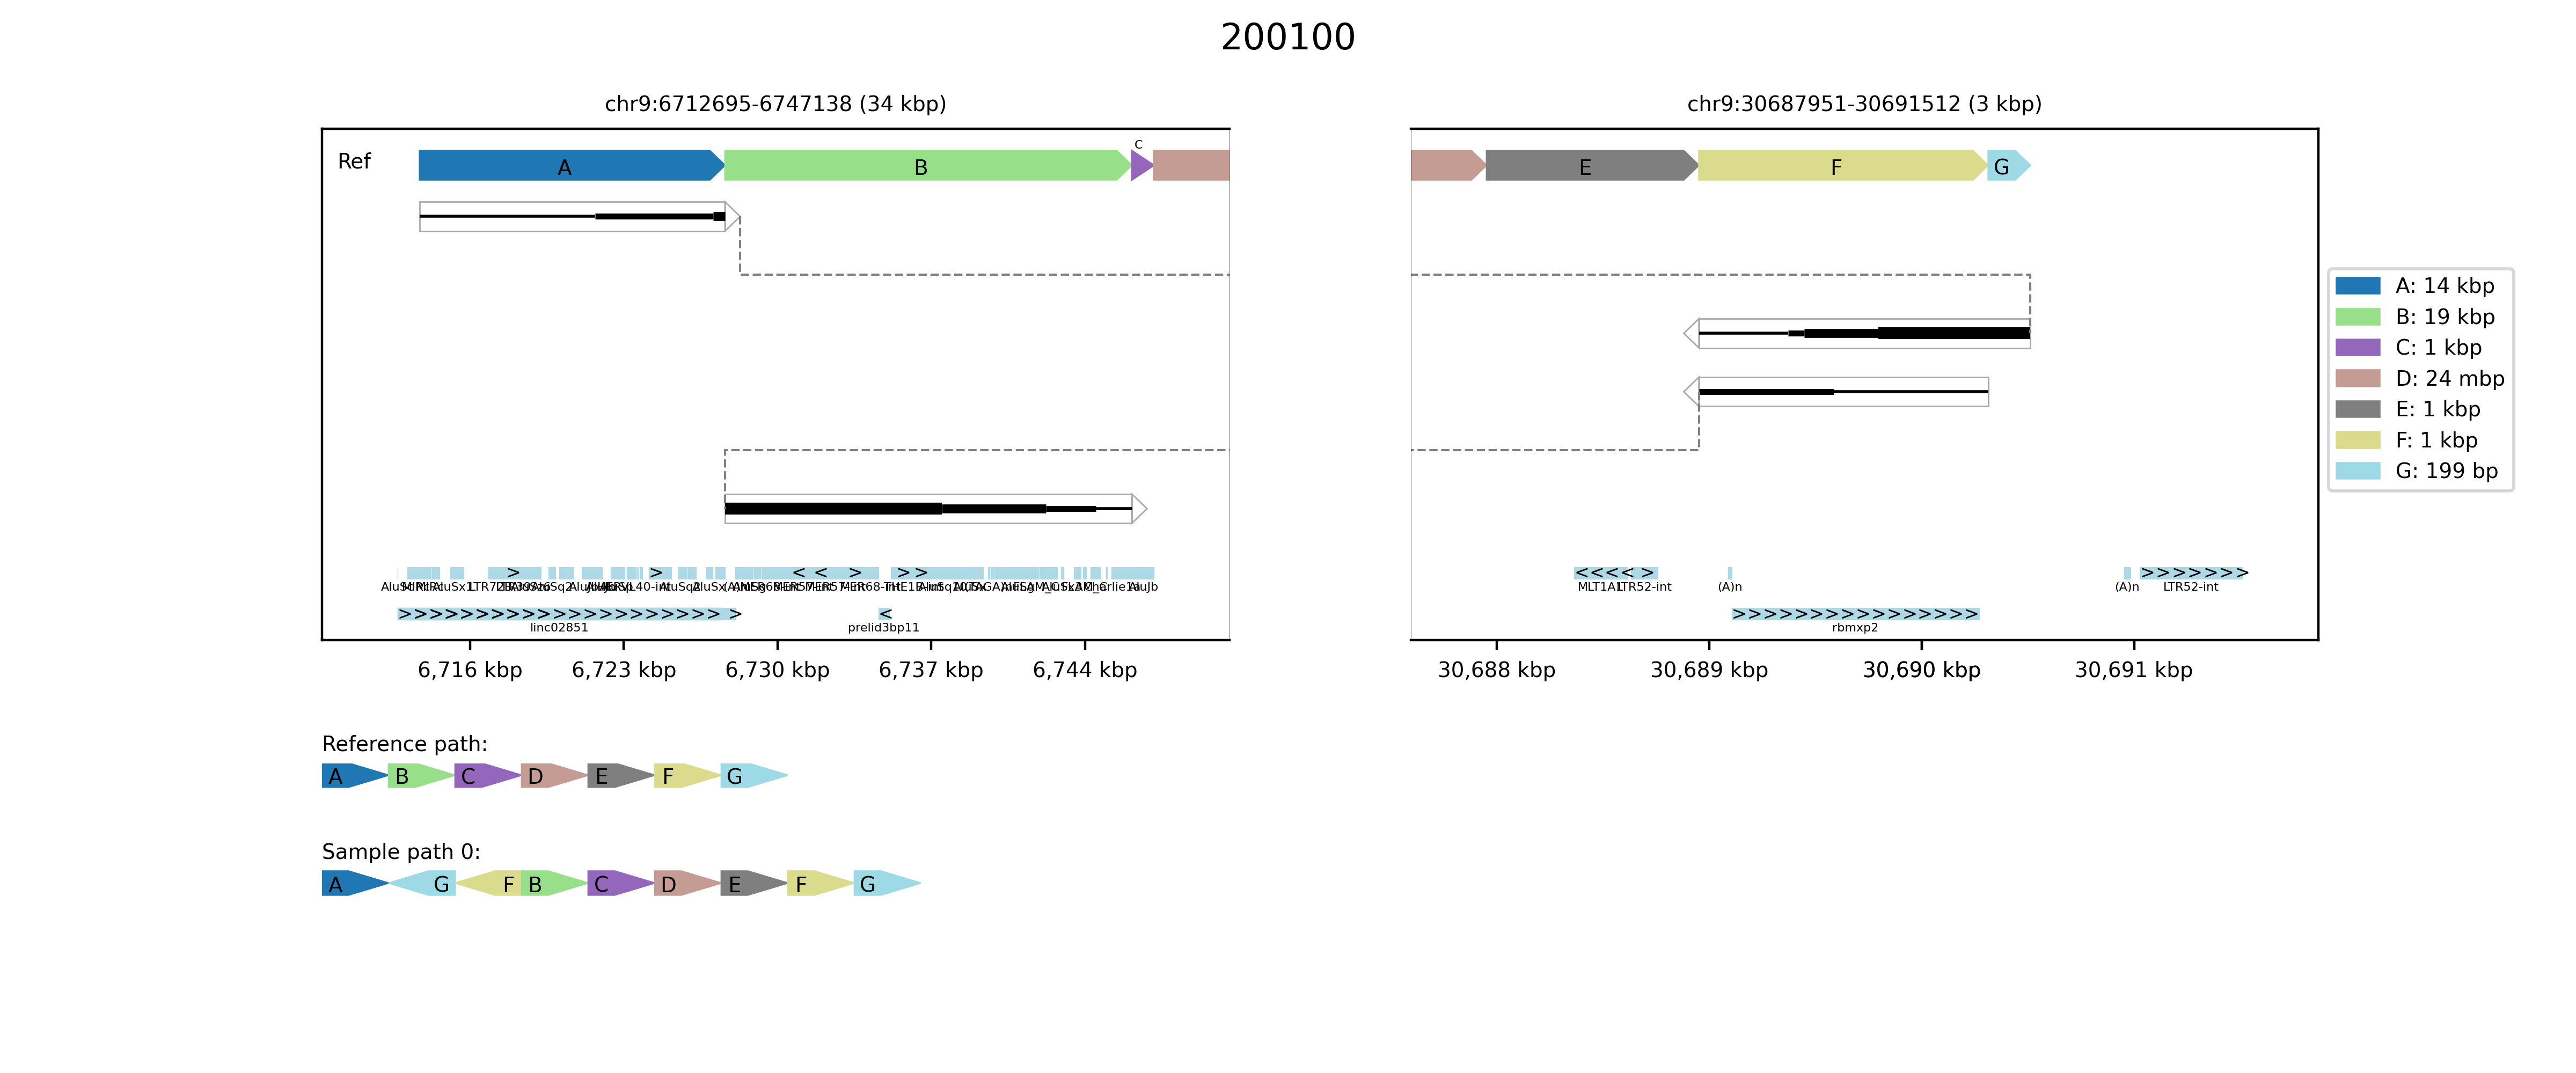 200100
chr9:6712695-6747138 (34 kbp)
chr9:30687951-30691512 (3 kbp)
Ref
A
B
C
E
F
G
A: 14 kbp
B: 19 kbp
C: 1 kbp
D: 24 mbp
E: 1 kbp
F: 1 kbp
G: 199 bp
> > < < > > >
AluJb
<<<< >>
MLT1A LTR52-int
(A)n
(A)n
>>>>>>>
LTR52-int
>>>>>>>>>>>>>>>>>>>>>> >
linc02851
<
prelid3bp11
>>>>>>>>>>>>>>>>
rbmxp2
6,716 kbp 6,723 kbp 6,730 kbp 6,737 kbp 6,744 kbp
30,688 kbp 30,689 kbp 30,690 kbp 30,691 kbp
Reference path:
A B C D E F G
Sample path 0:
A G F B C D E F G